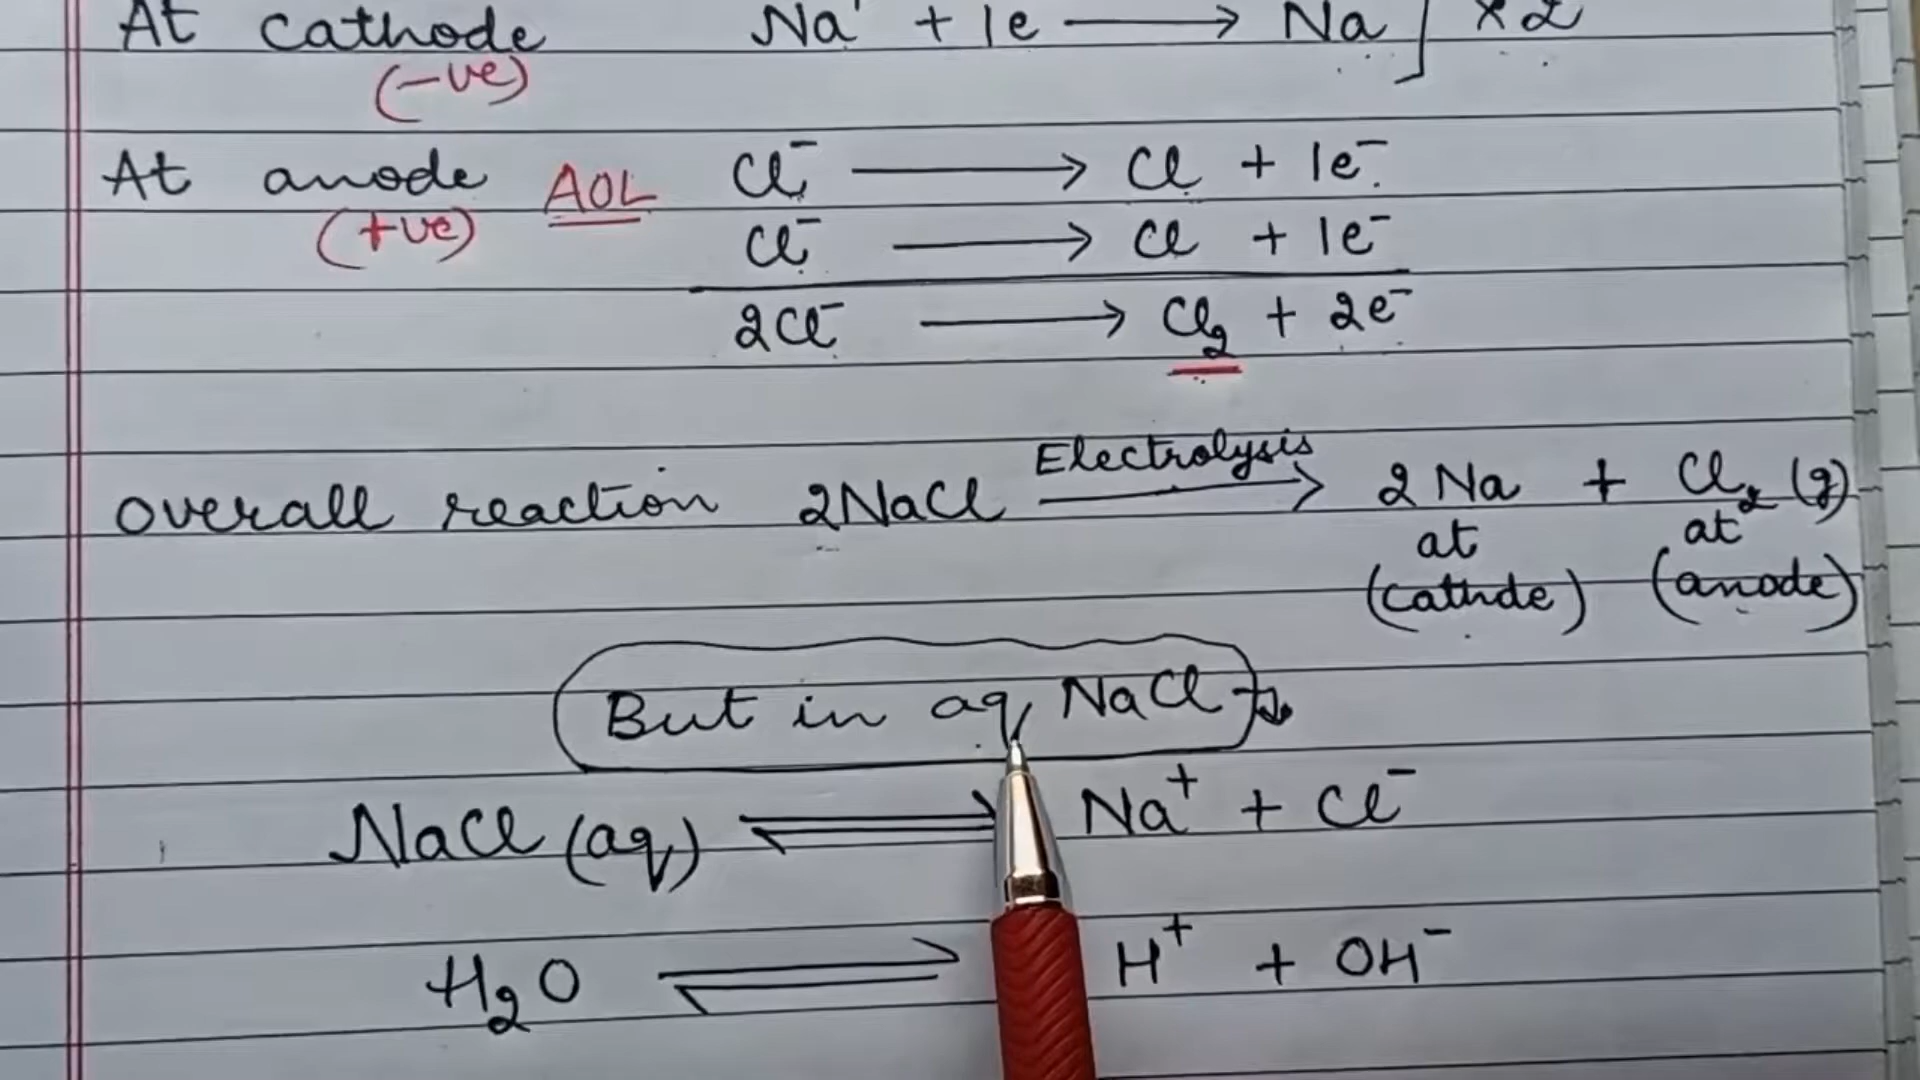 At cathode Na⁺ + 1e ⟶ Na] ×2
(-ve)
At anode AOL Cl⁻ ⟶ Cl + 1e⁻
(+ve) Cl⁻ ⟶ Cl + 1e⁻
2Cl⁻ ⟶ Cl₂ + 2e⁻
Electrolysis
overall reaction 2NaCl ⟶ 2Na + Cl₂(g)
at at
(cathde) (anode)
But in aq NaCl
NaCl(aq) ⇌ Na⁺ + Cl⁻
H₂O ⇌ H⁺ + OH⁻